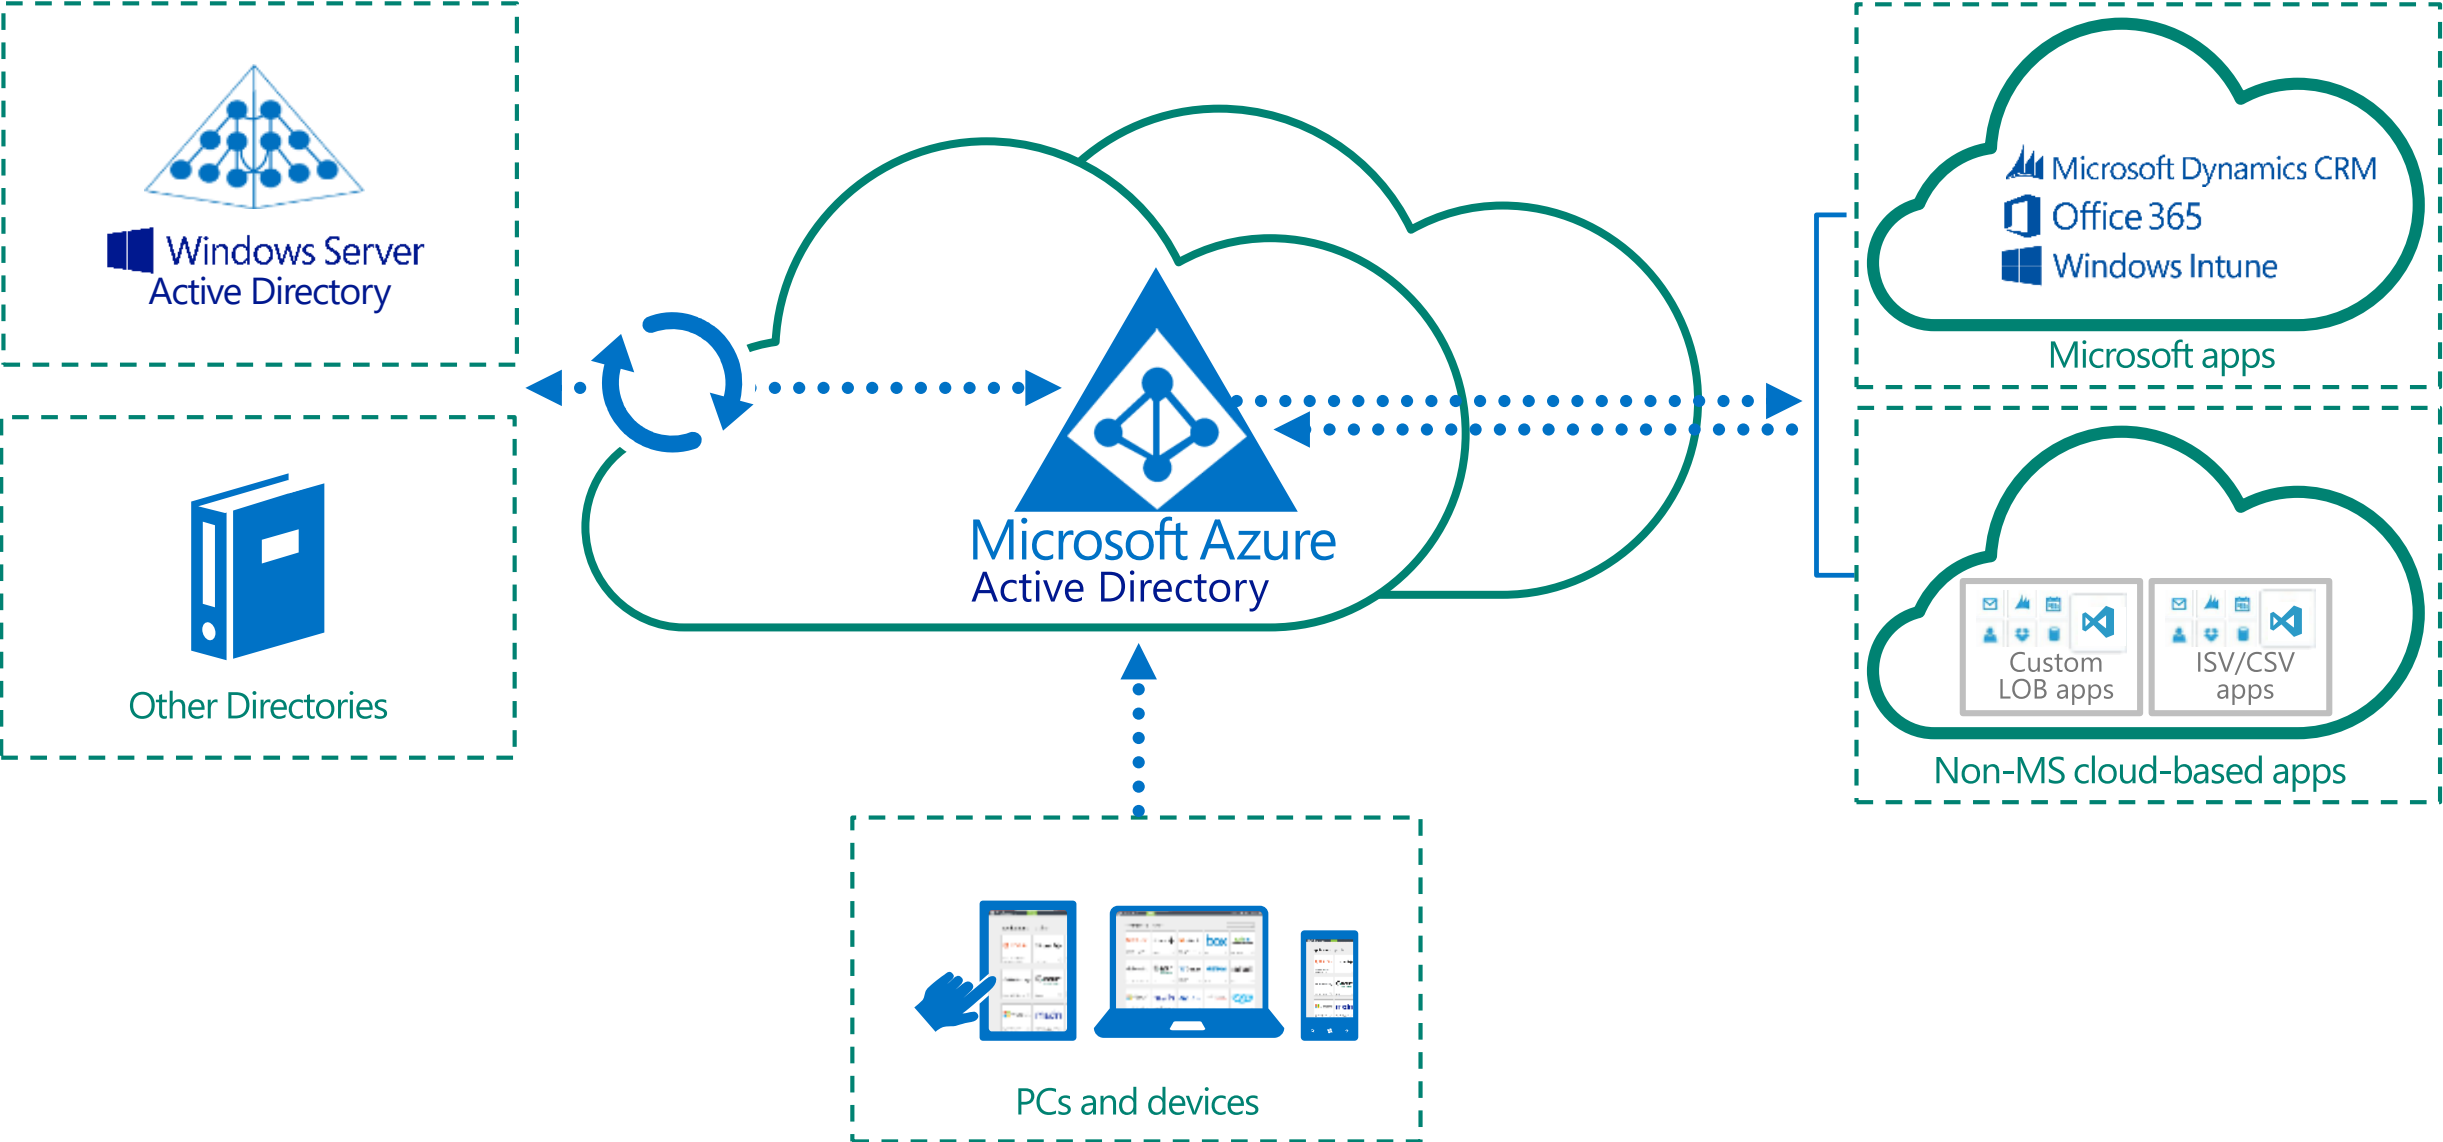 Windows Server
Active Directory
Other Directories
Microsoft Azure
Active Directory
Microsoft Dynamics CRM
Office 365
Windows Intune
Microsoft apps
Custom
LOB apps
ISV/CSV
apps
Non-MS cloud-based apps
box
PCs and devices